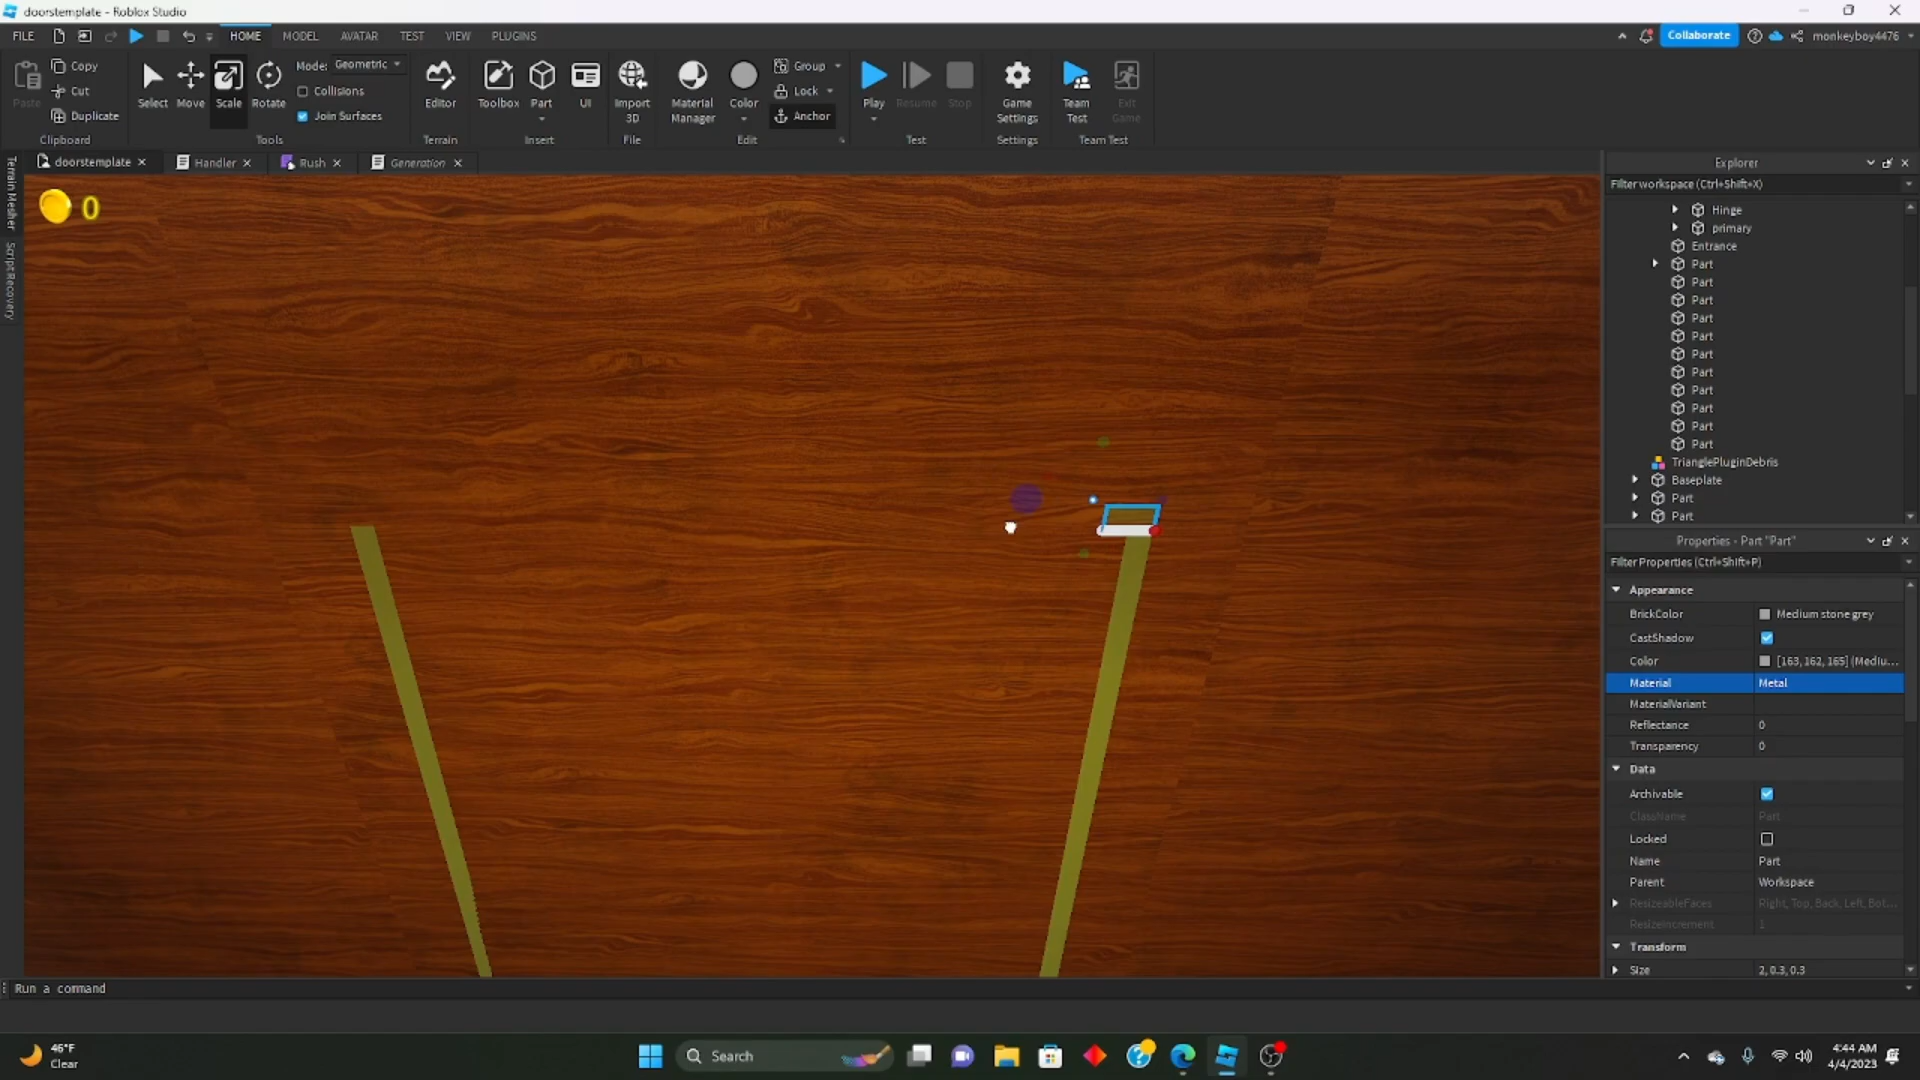 doorstemplate - Roblox Studio
FILE HOME MODEL AVATAR TEST VIEW PLUGINS Collaborate monkeyboy4476
Paste Copy Cut Duplicate Clipboard
Select Move Scale Rotate Mode: Geometric Collisions Join Surfaces Tools
Editor Terrain
Toolbox Part UI Insert
Import 3D File
Material Manager Color Group Lock Anchor Edit
Play Resume Stop Test
Game Settings Settings
Team Test Exit Game Team Test
doorstemplate Handler Rush Generation
Terrain Mesher
Script Recovery
0
Explorer
Filter workspace (Ctrl+Shift+X)
Hinge
primary
Entrance
Part
Part
Part
Part
Part
Part
Part
Part
Part
Part
Part
TrianglePluginDebris
Baseplate
Part
Part
Properties - Part "Part"
Filter Properties (Ctrl+Shift+P)
Appearance
BrickColor Medium stone grey
CastShadow
Color [163, 162, 165] (Mediu...
Material Metal
MaterialVariant
Reflectance 0
Transparency 0
Data
Archivable
ClassName Part
Locked
Name Part
Parent Workspace
ResizeableFaces Right, Top, Back, Left, Bot...
ResizeIncrement 1
Transform
Size 2, 0.3, 0.3
Run a command
46°F
Clear
Search
4:44 AM
4/4/2023